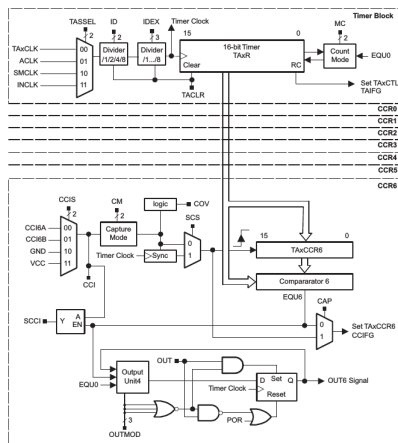 Timer Block
TASSEL
ID
IDEX
Timer Clock
15
0
MC
2
2
3
2
TAxCLK
00
ACLK
01
SMCLK
10
INCLK
11
Divider
/1/2/4/8
Divider
/1.../8
16-bit Timer
TAxR
Clear
RC
Count
Mode
EQU0
TACLR
Set TAxCTL
TAIFG
CCR0
CCR1
CCR2
CCR3
CCR4
CCR5
CCR6
CCIS
CM
logic
COV
2
2
SCS
CCI6A
00
CCI6B
01
GND
10
VCC
11
Capture
Mode
0
1
Timer Clock
Sync
CCI
15
0
TAxCCR6
Compararator 6
EQU6
CAP
0
1
Set TAxCCR6
CCIFG
SCCI
Y
A
EN
OUT
EQU0
Output
Unit4
Timer Clock
D
Set
Q
Reset
OUT6 Signal
POR
3
OUTMOD